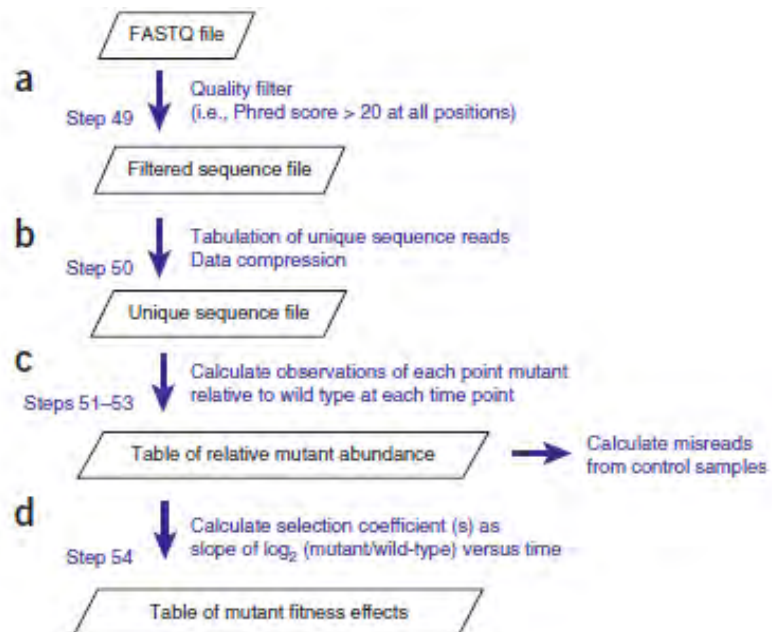 FASTQ file
a
Step 49
Quality filter
(i.e., Phred score > 20 at all positions)
Filtered sequence file
b
Step 50
Tabulation of unique sequence reads
Data compression
Unique sequence file
c
Steps 51–53
Calculate observations of each point mutant
relative to wild type at each time point
Table of relative mutant abundance
Calculate misreads
from control samples
d
Step 54
Calculate selection coefficient (s) as
slope of log₂ (mutant/wild-type) versus time
Table of mutant fitness effects